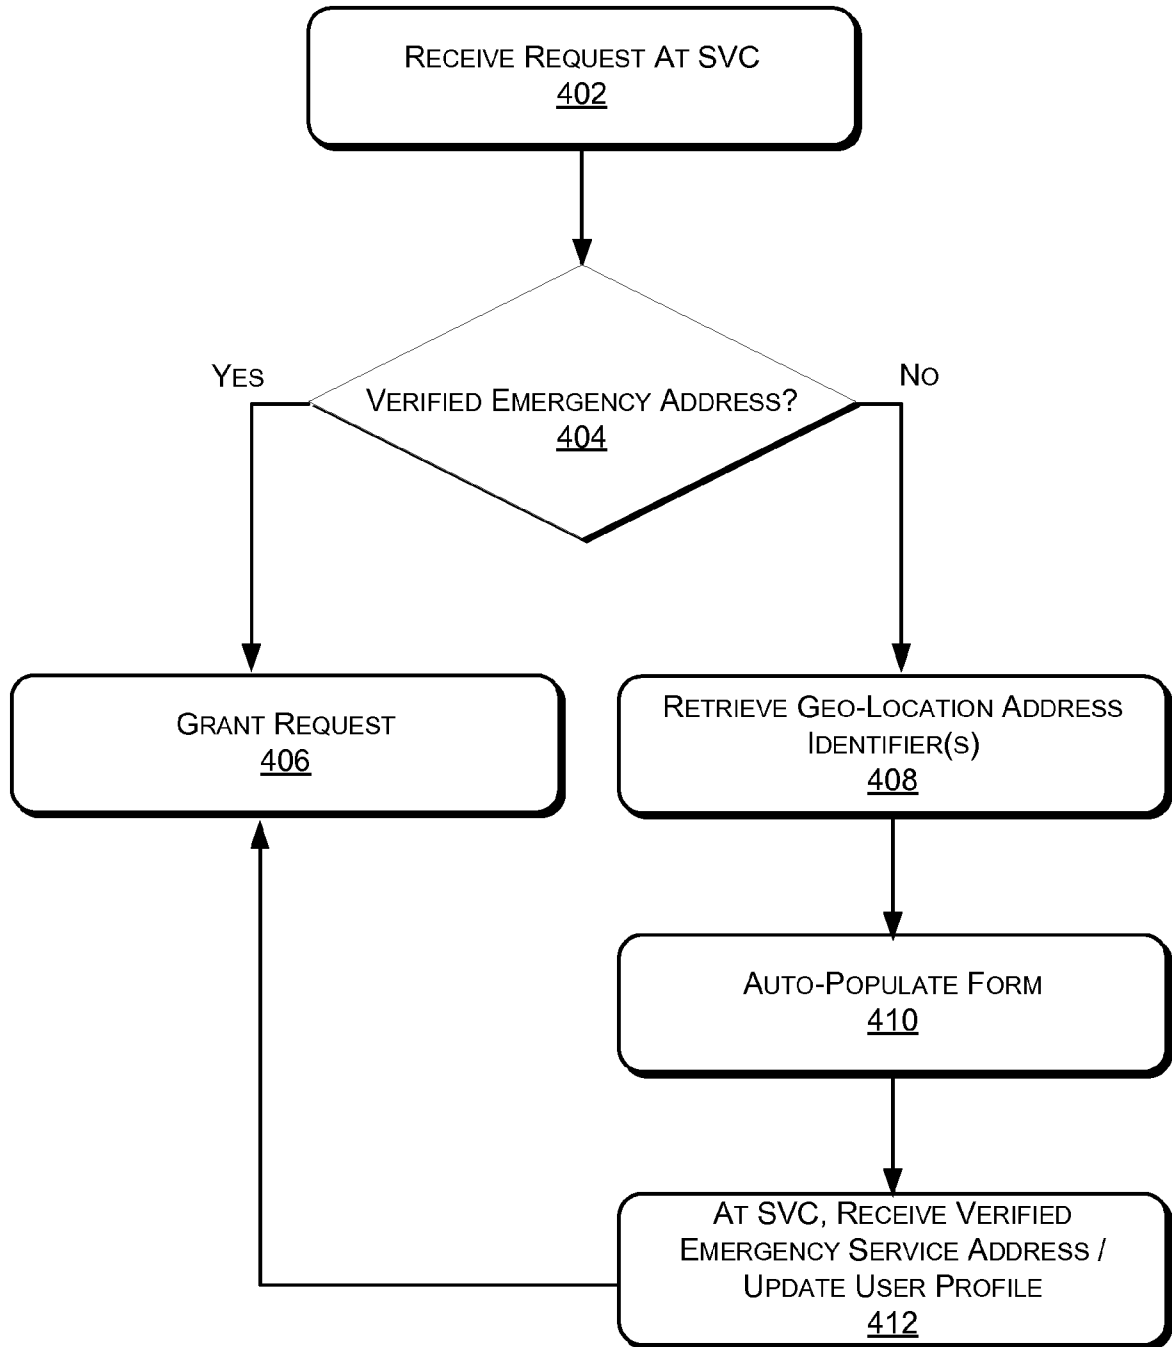 RECEIVE REQUEST AT SVC
402
YES
NO
VERIFIED EMERGENCY ADDRESS?
404
GRANT REQUEST
406
RETRIEVE GEO-LOCATION ADDRESS
IDENTIFIER(S)
408
AUTO-POPULATE FORM
410
AT SVC, RECEIVE VERIFIED
EMERGENCY SERVICE ADDRESS /
UPDATE USER PROFILE
412